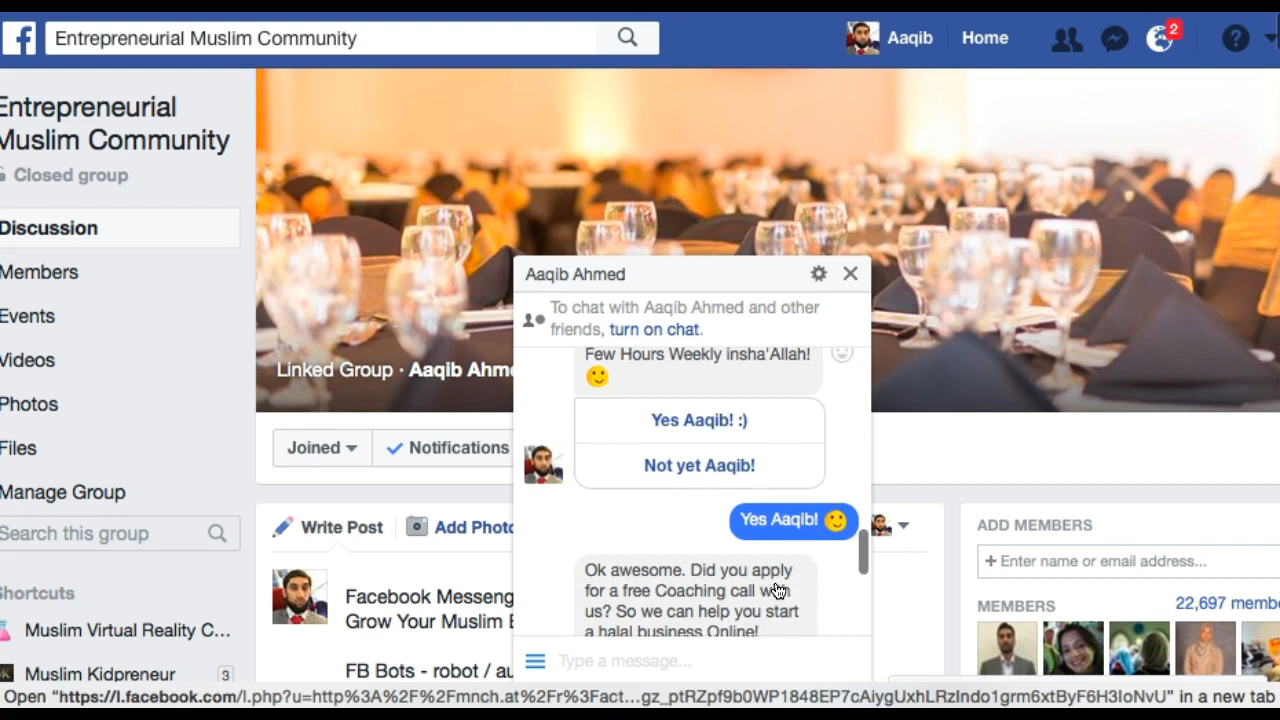 f
Entrepreneurial Muslim Community
Aaqib
Home
2
?
Entrepreneurial
Muslim Community
Closed group
Discussion
Members
Events
Videos
Photos
Files
Manage Group
Search this group
Shortcuts
Muslim Virtual Reality C...
Muslim Kidpreneur
3
Linked Group · Aaqib Ahme
Joined
Notifications
Write Post
Add Photo
Facebook Messeng
Grow Your Muslim
FB Bots - robot / au
Aaqib Ahmed
To chat with Aaqib Ahmed and other
friends, turn on chat.
Few Hours Weekly insha'Allah!
🙂
Yes Aaqib! :)
Not yet Aaqib!
Yes Aaqib! 🙂
Ok awesome. Did you apply
for a free Coaching call with
us? So we can help you start
a halal business Online!
Type a message...
ADD MEMBERS
+ Enter name or email address...
MEMBERS
22,697 membe
Open "https://l.facebook.com/l.php?u=http%3A%2F%2Fmnch.at%2Fr%3Fact...gz_ptRZpf9b0WP1848EP7cAiygUxhLRzIndo1grm6xtByF6H3IoNvU" in a new tab